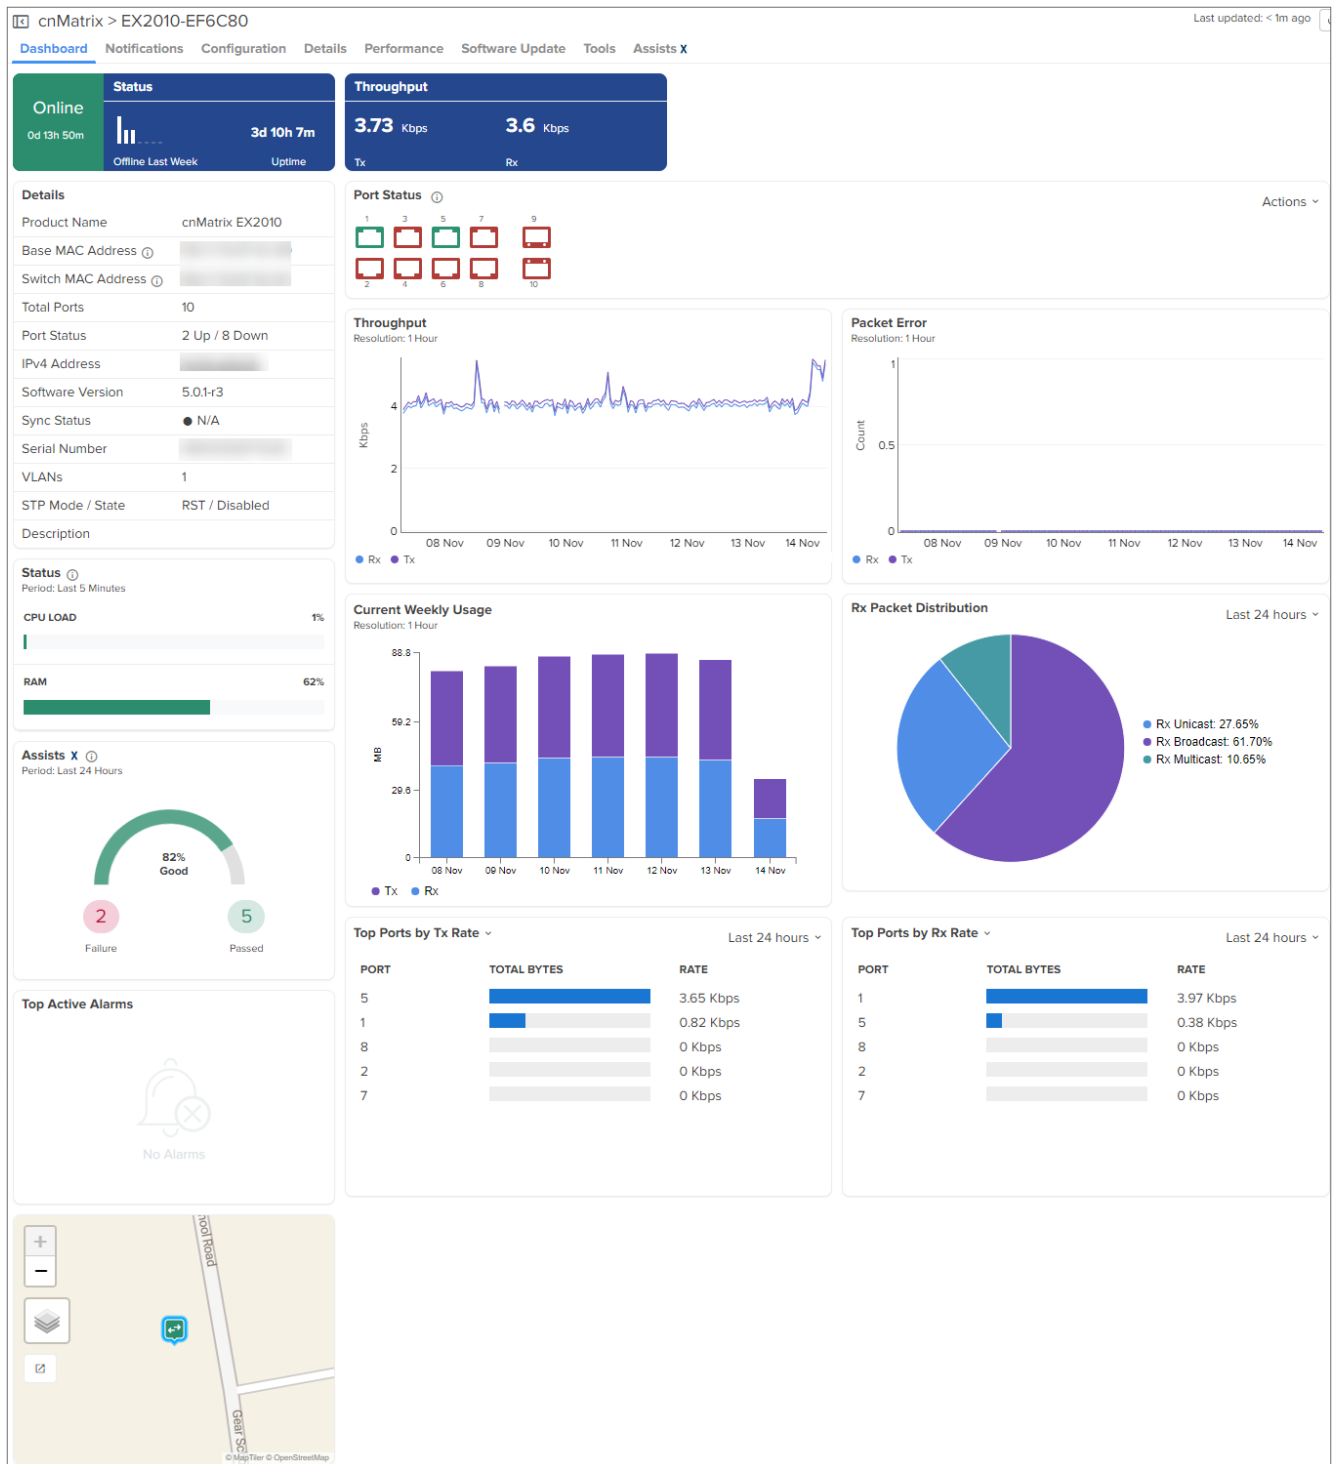 cnMatrix > EX2010-EF6C80
Last updated: < 1m ago
Dashboard Notifications Configuration Details Performance Software Update Tools Assists X
Online
0d 13h 50m
Status
3d 10h 7m
Offline Last Week Uptime
Throughput
3.73 Kbps 3.6 Kbps
Tx Rx
Details
Product Name cnMatrix EX2010
Base MAC Address
Switch MAC Address
Total Ports 10
Port Status 2 Up / 8 Down
IPv4 Address
Software Version 5.0.1-r3
Sync Status N/A
Serial Number
VLANs 1
STP Mode / State RST / Disabled
Description
Port Status
Actions
1 3 5 7 9
2 4 6 8 10
Throughput
Resolution: 1 Hour
Kbps
4
2
0
08 Nov 09 Nov 10 Nov 11 Nov 12 Nov 13 Nov 14 Nov
Rx Tx
Packet Error
Resolution: 1 Hour
Count
1
0.5
0
08 Nov 09 Nov 10 Nov 11 Nov 12 Nov 13 Nov 14 Nov
Rx Tx
Status
Period: Last 5 Minutes
CPU LOAD 1%
RAM 62%
Current Weekly Usage
Resolution: 1 Hour
MB
88.8
59.2
29.6
0
08 Nov 09 Nov 10 Nov 11 Nov 12 Nov 13 Nov 14 Nov
Tx Rx
Rx Packet Distribution
Last 24 hours
Rx Unicast: 27.65%
Rx Broadcast: 61.70%
Rx Multicast: 10.65%
Assists X
Period: Last 24 Hours
82%
Good
2 5
Failure Passed
Top Ports by Tx Rate
Last 24 hours
PORT TOTAL BYTES RATE
5 3.65 Kbps
1 0.82 Kbps
8 0 Kbps
2 0 Kbps
7 0 Kbps
Top Ports by Rx Rate
Last 24 hours
PORT TOTAL BYTES RATE
1 3.97 Kbps
5 0.38 Kbps
8 0 Kbps
2 0 Kbps
7 0 Kbps
Top Active Alarms
No Alarms
+
−
Road
Gear
© MapTiler © OpenStreetMap